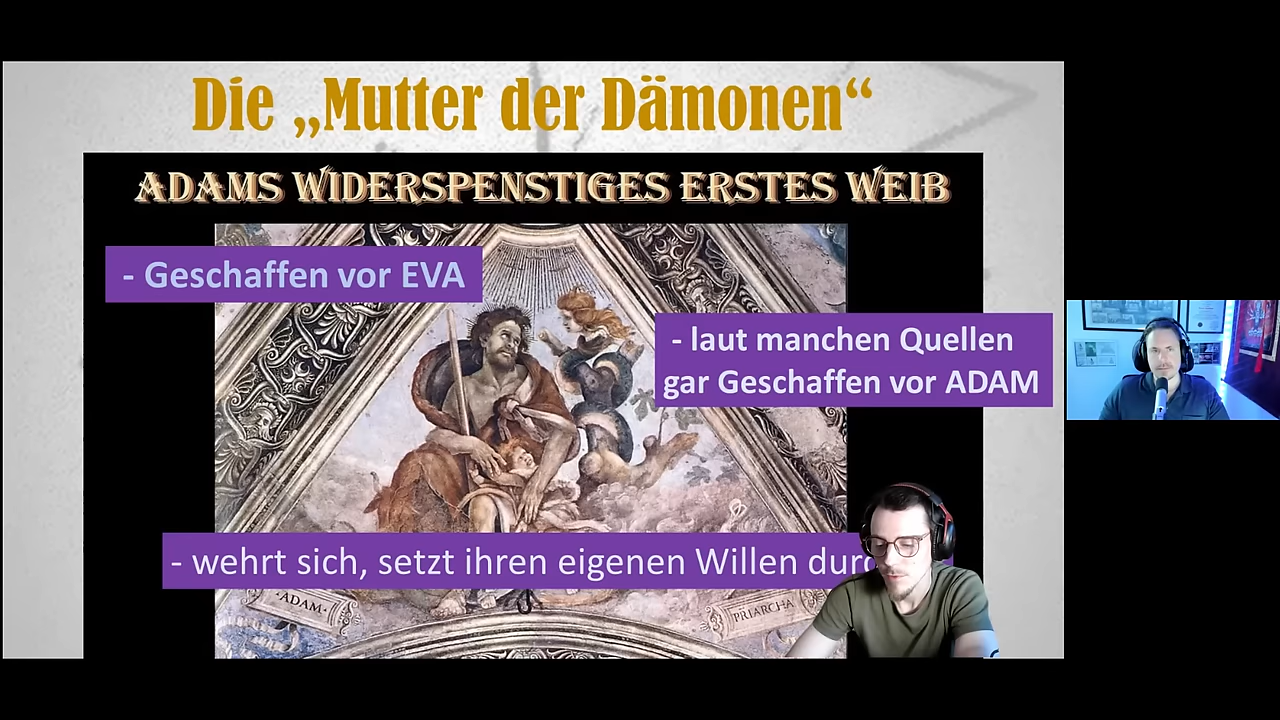 Die „Mutter der Dämonen“
ADAMS WIDERSPENSTIGES ERSTES WEIB
- Geschaffen vor EVA
- laut manchen Quellen
gar Geschaffen vor ADAM
- wehrt sich, setzt ihren eigenen Willen durc
·ADAM·
PRIARCHA